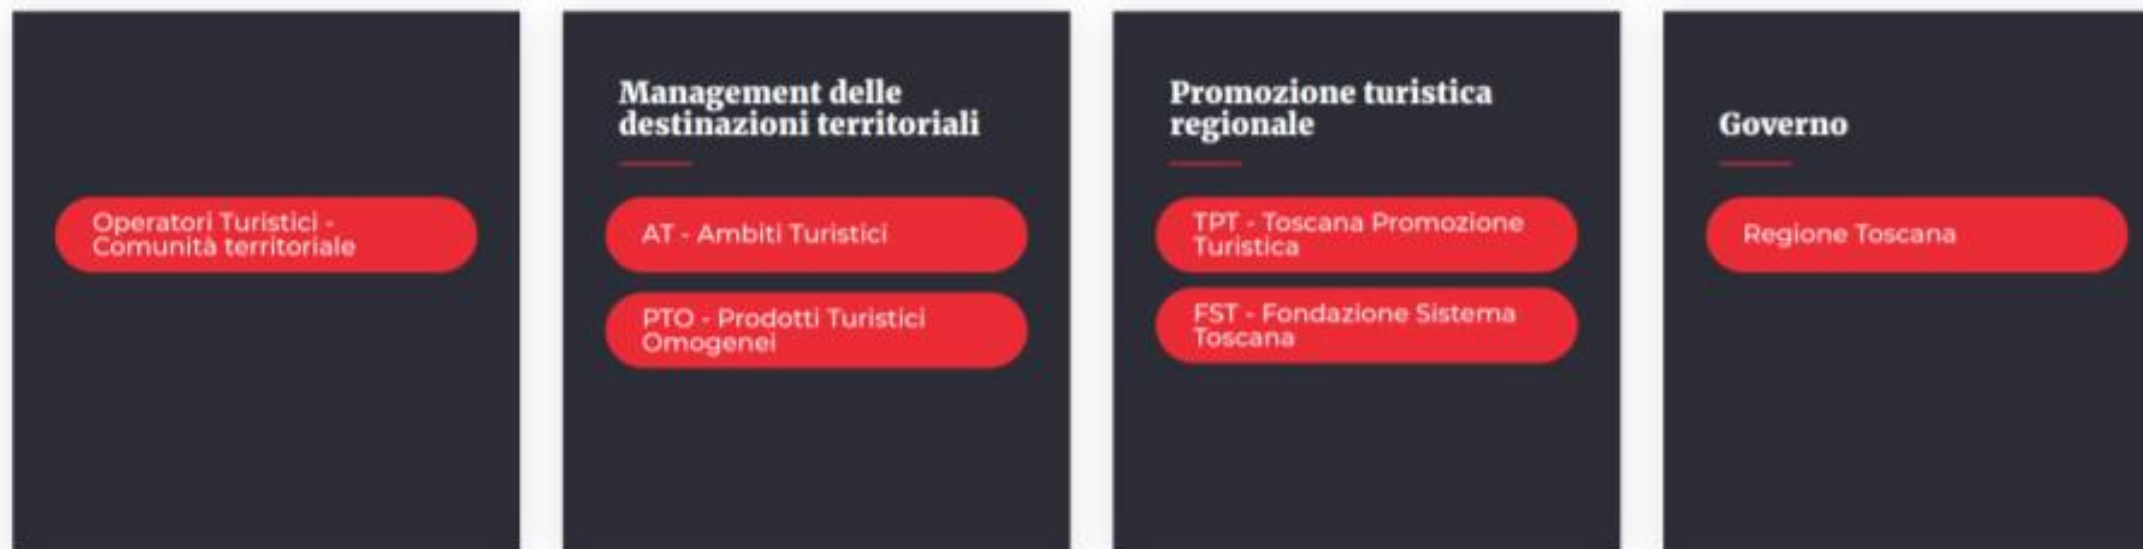 Operatori Turistici -
Comunità territoriale
Management delle
destinazioni territoriali
AT - Ambiti Turistici
PTO - Prodotti Turistici
Omogenei
Promozione turistica
regionale
TPT - Toscana Promozione
Turistica
FST - Fondazione Sistema
Toscana
Governo
Regione Toscana